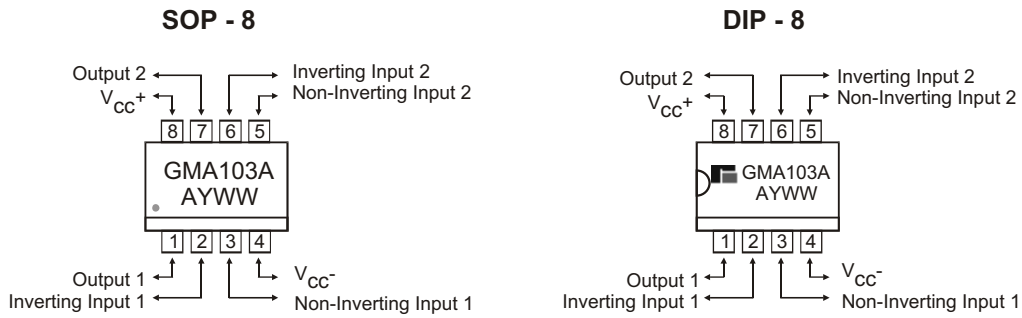 SOP - 8
Output 2
Inverting Input 2
VCC+
Non-Inverting Input 2
8 7 6 5
GMA103A
AYWW
1 2 3 4
Output 1
VCC-
Inverting Input 1
Non-Inverting Input 1
DIP - 8
Output 2
Inverting Input 2
VCC+
Non-Inverting Input 2
8 7 6 5
GMA103A
AYWW
1 2 3 4
Output 1
VCC-
Inverting Input 1
Non-Inverting Input 1